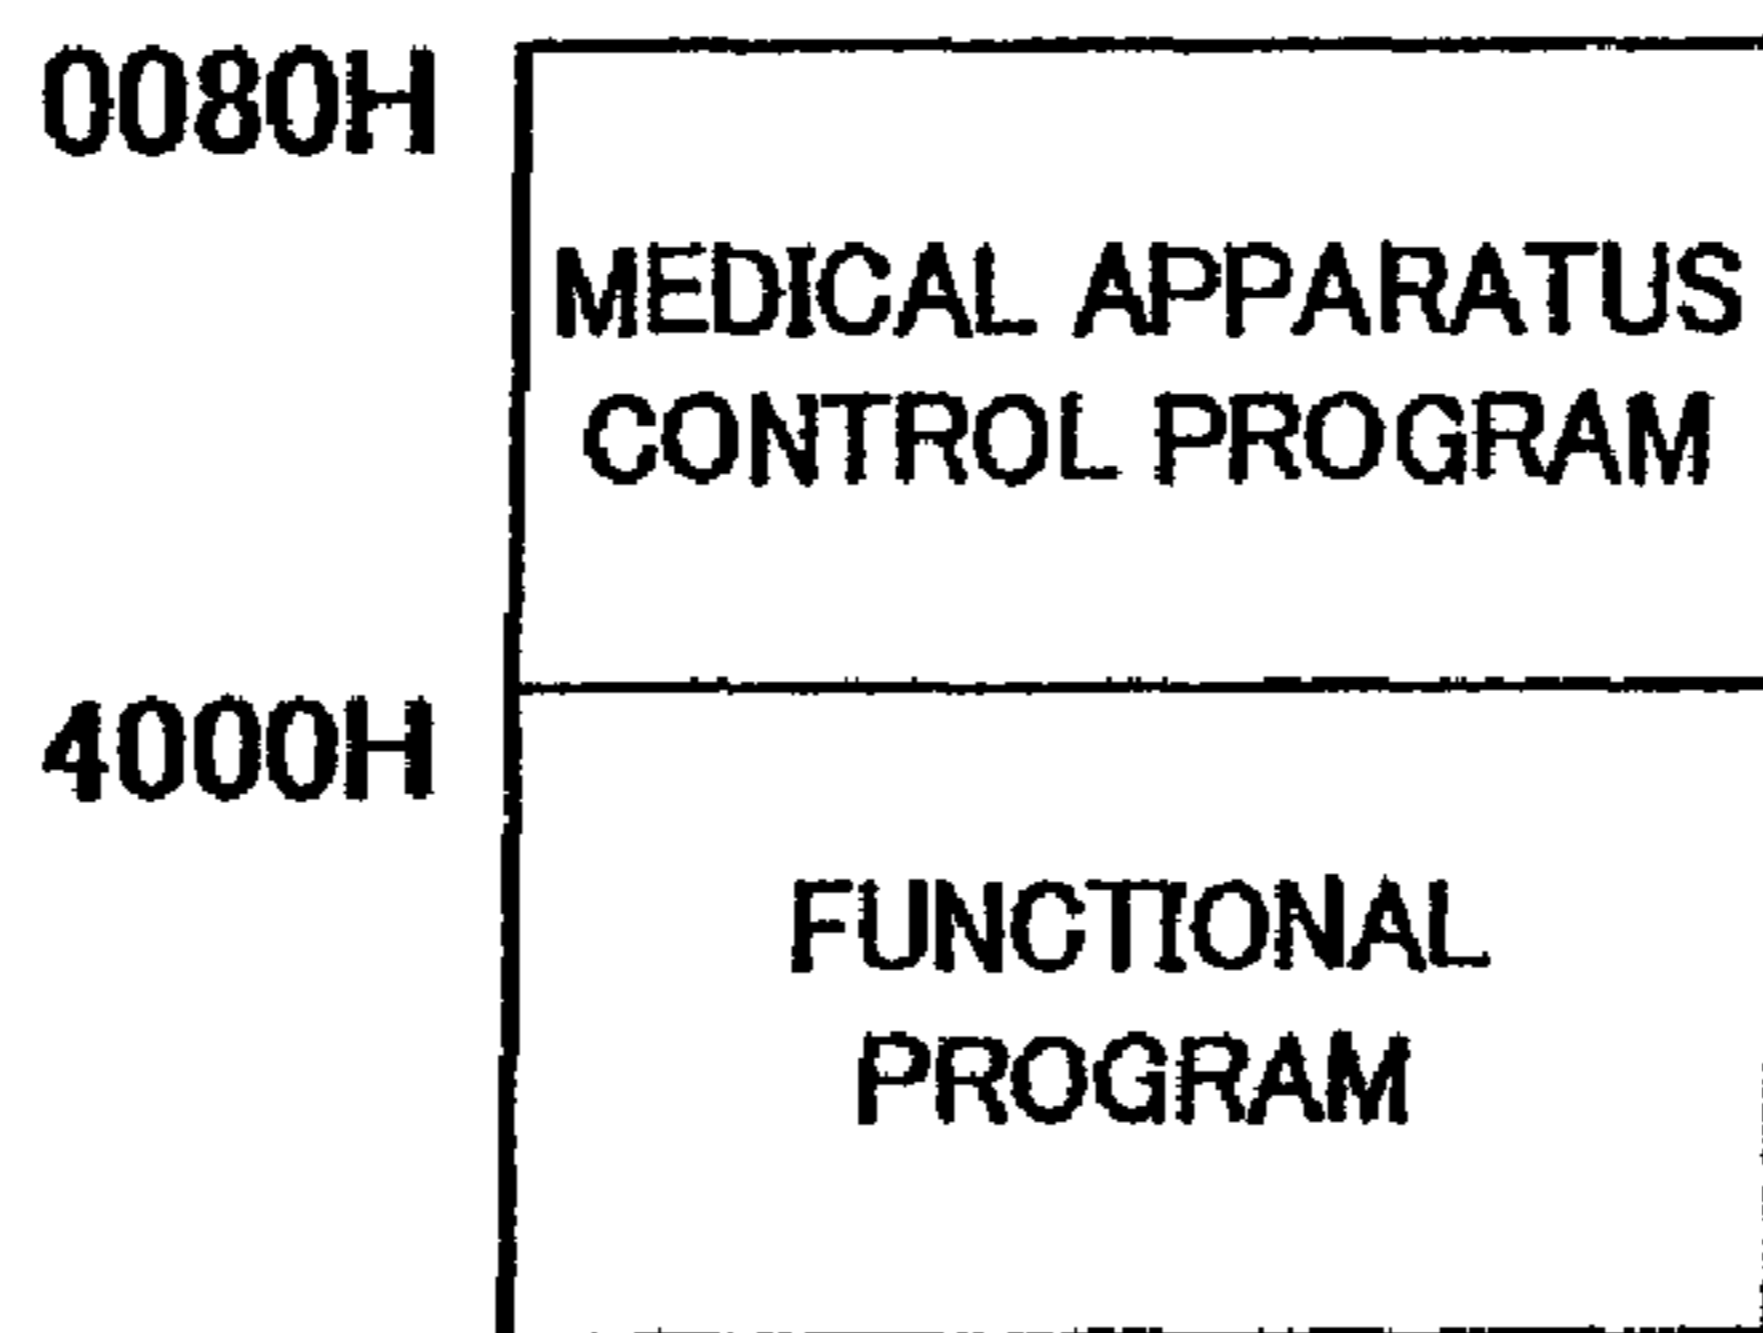 0080H
MEDICAL APPARATUS
CONTROL PROGRAM
4000H
FUNCTIONAL
PROGRAM